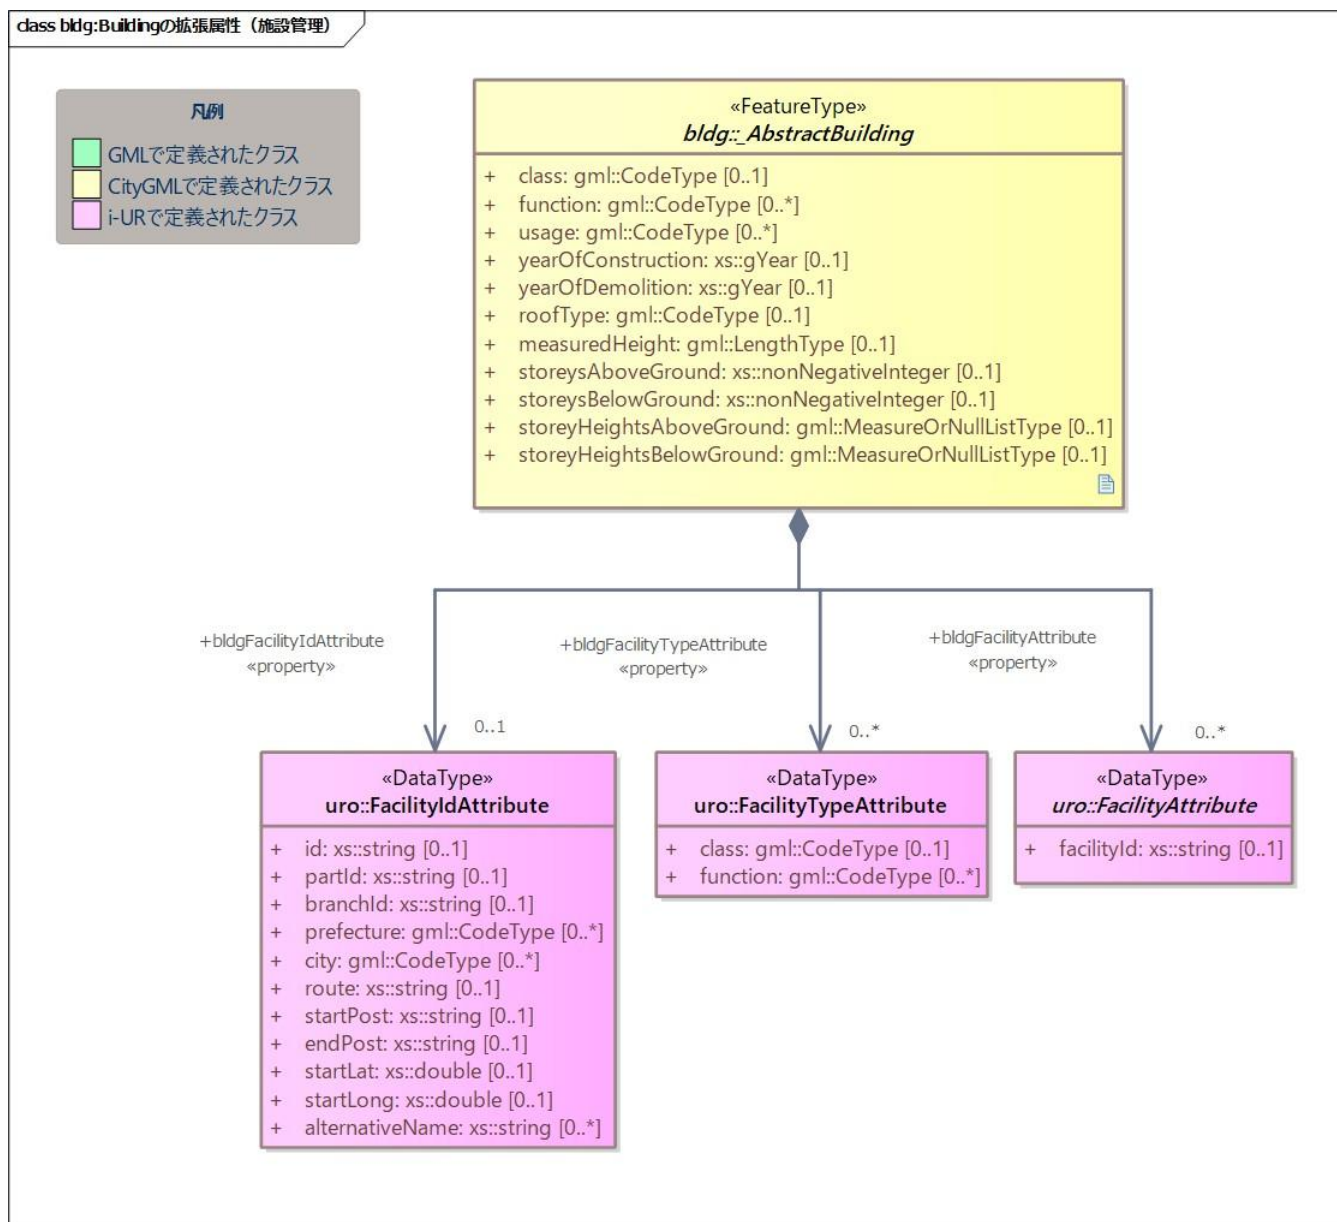 class bldg:Buildingの拡張属性（施設管理）
凡例
GMLで定義されたクラス
CityGMLで定義されたクラス
i-URで定義されたクラス
«FeatureType»
bldg::_AbstractBuilding
+ class: gml::CodeType [0..1]
+ function: gml::CodeType [0..*]
+ usage: gml::CodeType [0..*]
+ yearOfConstruction: xs::gYear [0..1]
+ yearOfDemolition: xs::gYear [0..1]
+ roofType: gml::CodeType [0..1]
+ measuredHeight: gml::LengthType [0..1]
+ storeysAboveGround: xs::nonNegativeInteger [0..1]
+ storeysBelowGround: xs::nonNegativeInteger [0..1]
+ storeyHeightsAboveGround: gml::MeasureOrNullListType [0..1]
+ storeyHeightsBelowGround: gml::MeasureOrNullListType [0..1]
+bldgFacilityIdAttribute
«property»
0..1
+bldgFacilityTypeAttribute
«property»
0..*
+bldgFacilityAttribute
«property»
0..*
«DataType»
uro::FacilityIdAttribute
+ id: xs::string [0..1]
+ partId: xs::string [0..1]
+ branchId: xs::string [0..1]
+ prefecture: gml::CodeType [0..*]
+ city: gml::CodeType [0..*]
+ route: xs::string [0..1]
+ startPost: xs::string [0..1]
+ endPost: xs::string [0..1]
+ startLat: xs::double [0..1]
+ startLong: xs::double [0..1]
+ alternativeName: xs::string [0..*]
«DataType»
uro::FacilityTypeAttribute
+ class: gml::CodeType [0..1]
+ function: gml::CodeType [0..*]
«DataType»
uro::FacilityAttribute
+ facilityId: xs::string [0..1]